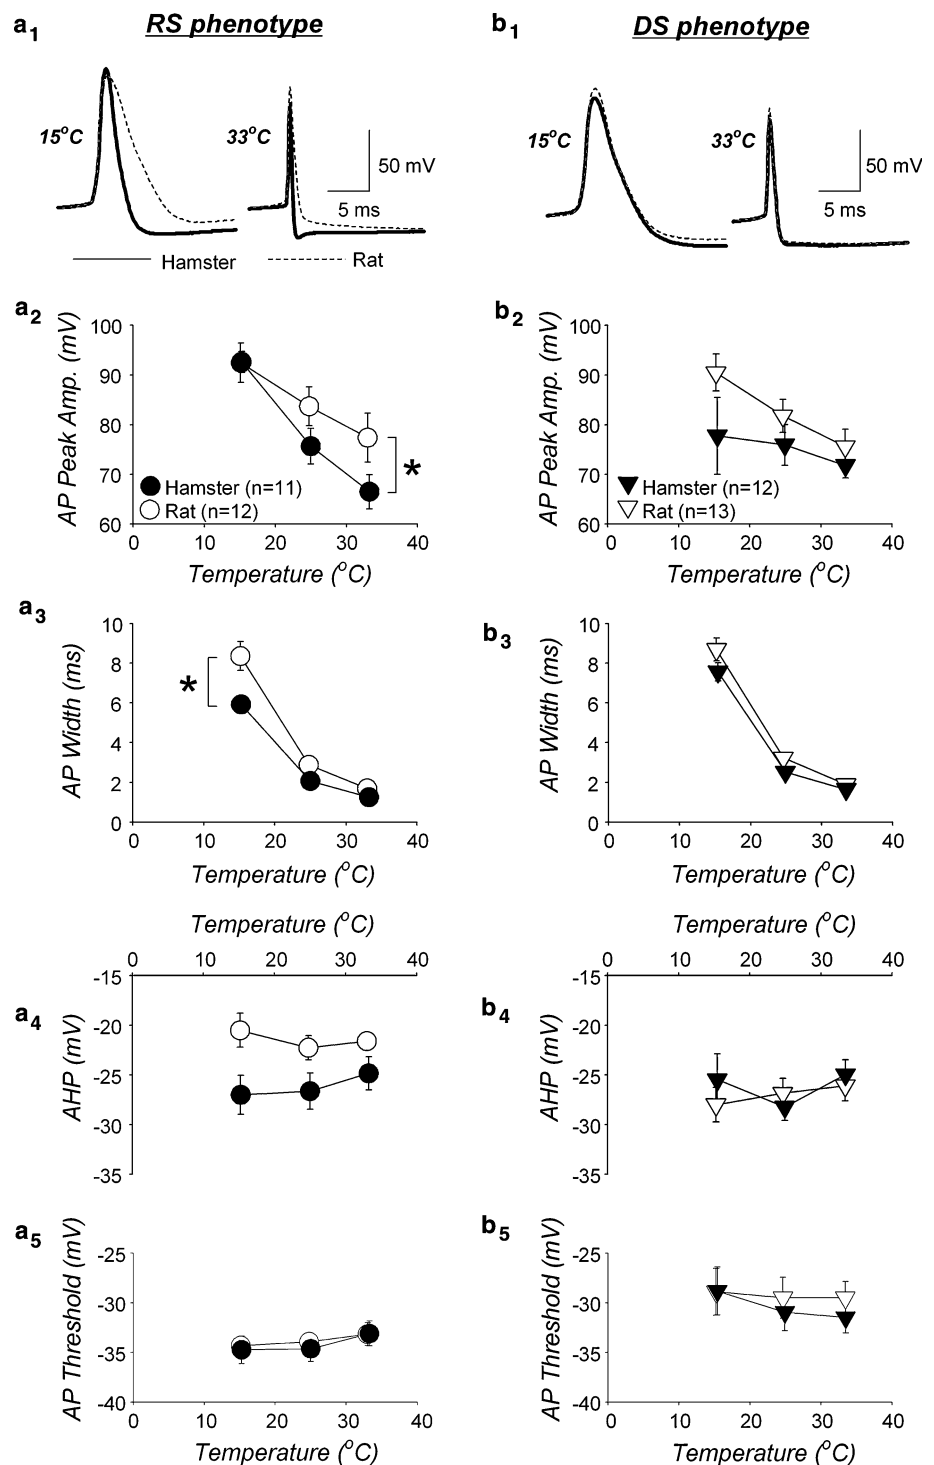 a1 RS phenotype
b1 DS phenotype
15°C
33°C
50 mV
5 ms
15°C
33°C
50 mV
5 ms
Hamster
Rat
a2
AP Peak Amp. (mV)
100
90
80
70
60
Hamster (n=11)
Rat (n=12)
*
0 10 20 30 40
Temperature (°C)
b2
AP Peak Amp. (mV)
100
90
80
70
60
Hamster (n=12)
Rat (n=13)
0 10 20 30 40
Temperature (°C)
a3
AP Width (ms)
10
8
6
4
2
0
*
0 10 20 30 40
Temperature (°C)
b3
AP Width (ms)
10
8
6
4
2
0
0 10 20 30 40
Temperature (°C)
Temperature (°C)
0 10 20 30 40
a4
AHP (mV)
-15
-20
-25
-30
-35
Temperature (°C)
0 10 20 30 40
b4
AHP (mV)
-15
-20
-25
-30
-35
a5
AP Threshold (mV)
-25
-30
-35
-40
0 10 20 30 40
Temperature (°C)
b5
AP Threshold (mV)
-25
-30
-35
-40
0 10 20 30 40
Temperature (°C)